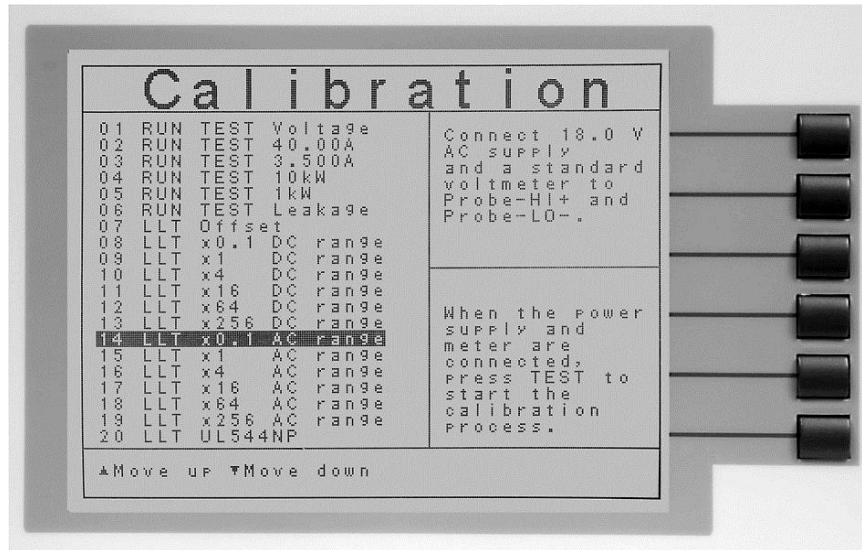 Calibration
01 RUN TEST Voltage
02 RUN TEST 40.00A
03 RUN TEST 3.500A
04 RUN TEST 10kW
05 RUN TEST 1kW
06 RUN TEST Leakage
07 LLT Offset
08 LLT x0.1 DC range
09 LLT x1 DC range
10 LLT x4 DC range
11 LLT x16 DC range
12 LLT x64 DC range
13 LLT x256 DC range
14 LLT x0.1 AC range
15 LLT x1 AC range
16 LLT x4 AC range
17 LLT x16 AC range
18 LLT x64 AC range
19 LLT x256 AC range
20 LLT UL544NP
Connect 18.0 V
AC supply
and a standard
voltmeter to
Probe-HI+ and
Probe-LO-.
When the power
supply and
meter are
connected,
press TEST to
start the
calibration
process.
▲Move up ▼Move down